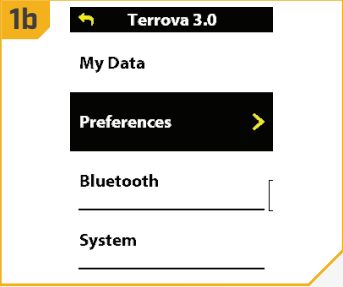 1b
Terrova 3.0
My Data
Preferences
Bluetooth
System